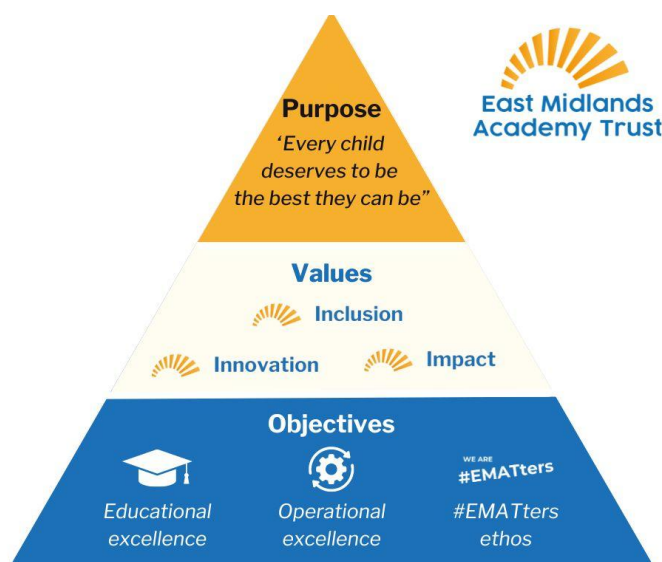 East Midlands
Academy Trust
Purpose
‘Every child
deserves to be
the best they can be”
Values
Inclusion
Innovation
Impact
Objectives
WE ARE
#EMATters
Educational
excellence
Operational
excellence
#EMATters
ethos